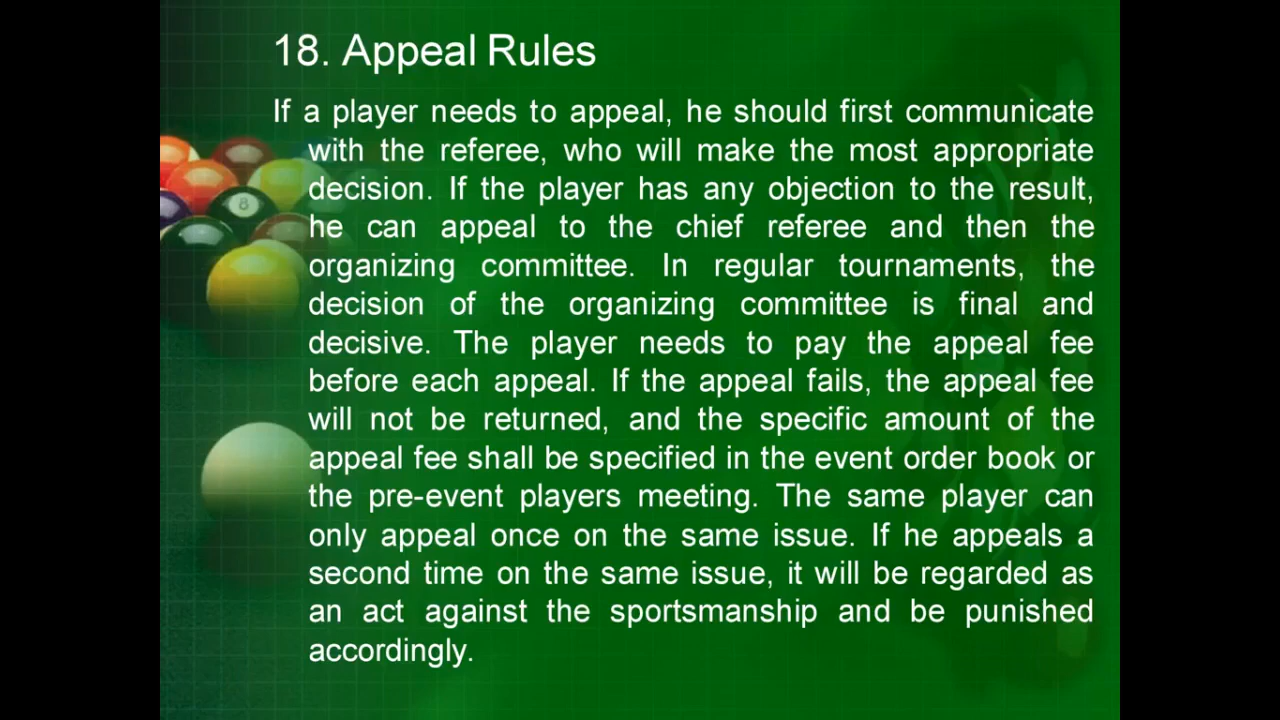 18. Appeal Rules
If a player needs to appeal, he should first communicate
with the referee, who will make the most appropriate
decision. If the player has any objection to the result,
he can appeal to the chief referee and then the
organizing committee. In regular tournaments, the
decision of the organizing committee is final and
decisive. The player needs to pay the appeal fee
before each appeal. If the appeal fails, the appeal fee
will not be returned, and the specific amount of the
appeal fee shall be specified in the event order book or
the pre-event players meeting. The same player can
only appeal once on the same issue. If he appeals a
second time on the same issue, it will be regarded as
an act against the sportsmanship and be punished
accordingly.
8